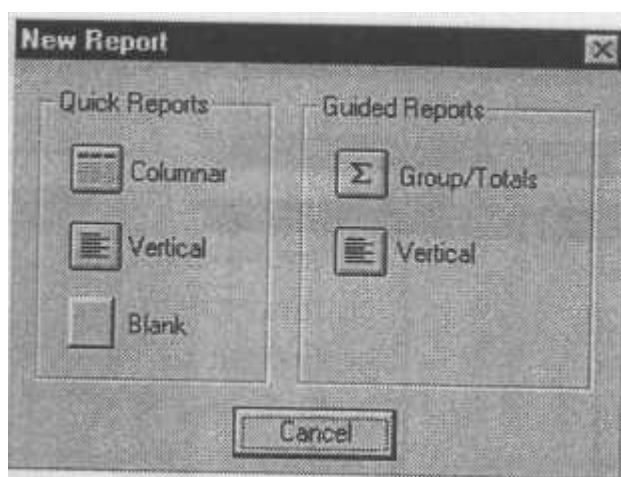 New Report
Quick Reports
Columnar
Vertical
Blank
Guided Reports
Σ Group/Totals
Vertical
Cancel